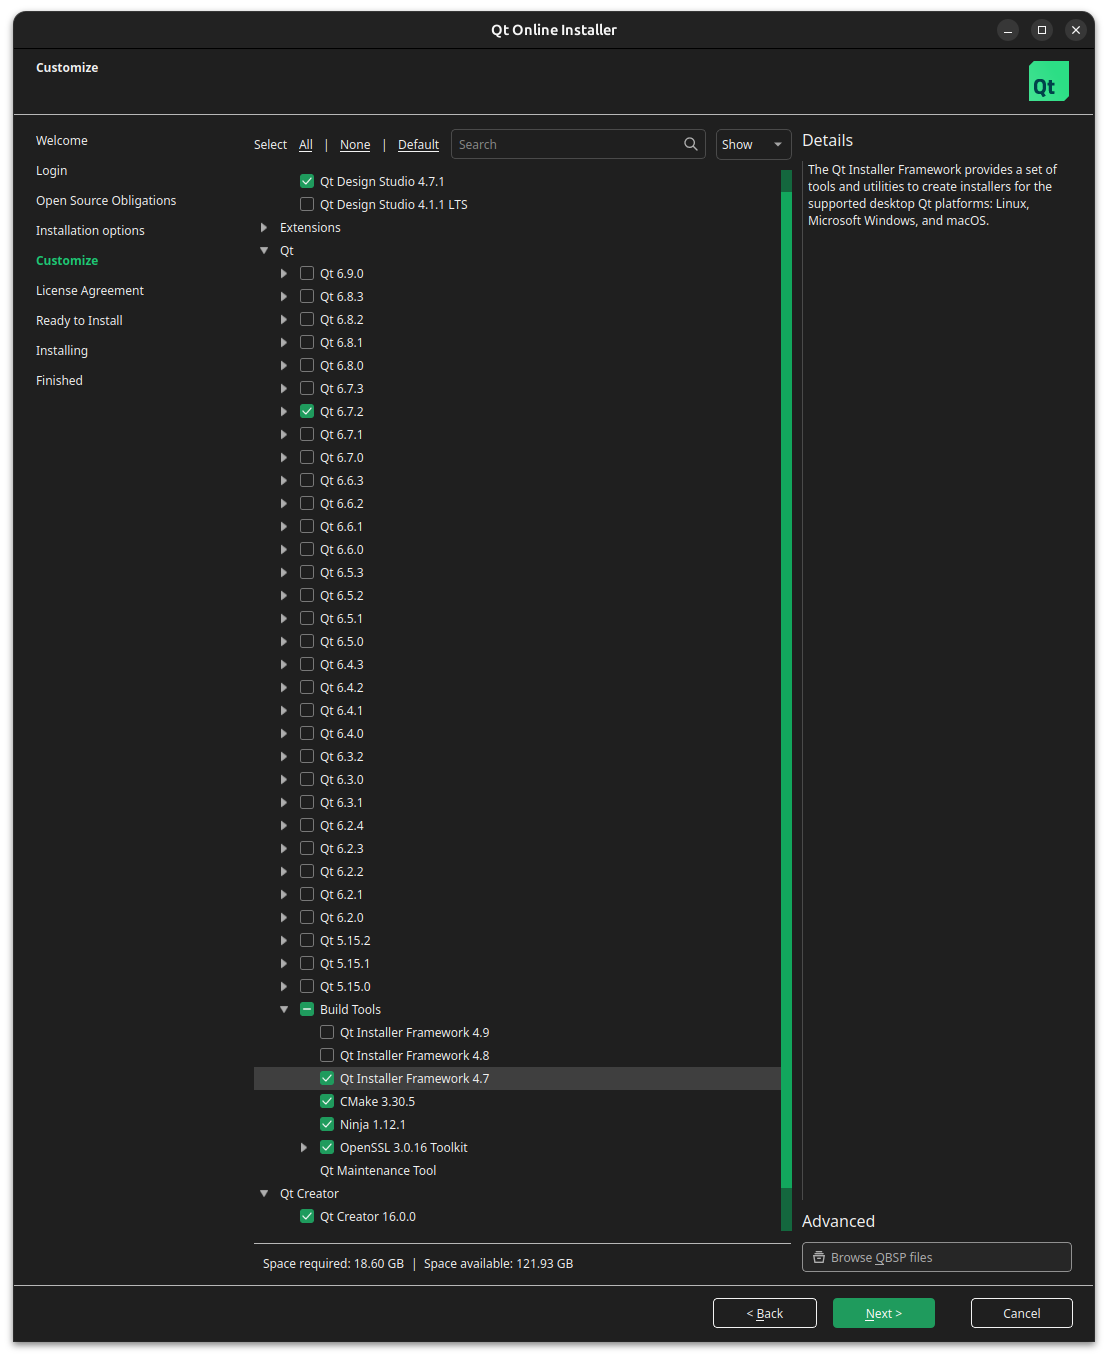 Qt Online Installer
Customize
Qt
Welcome
Login
Open Source Obligations
Installation options
Customize
License Agreement
Ready to Install
Installing
Finished
Select All | None | Default Search Show
Qt Design Studio 4.7.1
Qt Design Studio 4.1.1 LTS
Extensions
Qt
Qt 6.9.0
Qt 6.8.3
Qt 6.8.2
Qt 6.8.1
Qt 6.8.0
Qt 6.7.3
Qt 6.7.2
Qt 6.7.1
Qt 6.7.0
Qt 6.6.3
Qt 6.6.2
Qt 6.6.1
Qt 6.6.0
Qt 6.5.3
Qt 6.5.2
Qt 6.5.1
Qt 6.5.0
Qt 6.4.3
Qt 6.4.2
Qt 6.4.1
Qt 6.4.0
Qt 6.3.2
Qt 6.3.0
Qt 6.3.1
Qt 6.2.4
Qt 6.2.3
Qt 6.2.2
Qt 6.2.1
Qt 6.2.0
Qt 5.15.2
Qt 5.15.1
Qt 5.15.0
Build Tools
Qt Installer Framework 4.9
Qt Installer Framework 4.8
Qt Installer Framework 4.7
CMake 3.30.5
Ninja 1.12.1
OpenSSL 3.0.16 Toolkit
Qt Maintenance Tool
Qt Creator
Qt Creator 16.0.0
Space required: 18.60 GB | Space available: 121.93 GB
Details
The Qt Installer Framework provides a set of
tools and utilities to create installers for the
supported desktop Qt platforms: Linux,
Microsoft Windows, and macOS.
Advanced
Browse QBSP files
< Back
Next >
Cancel